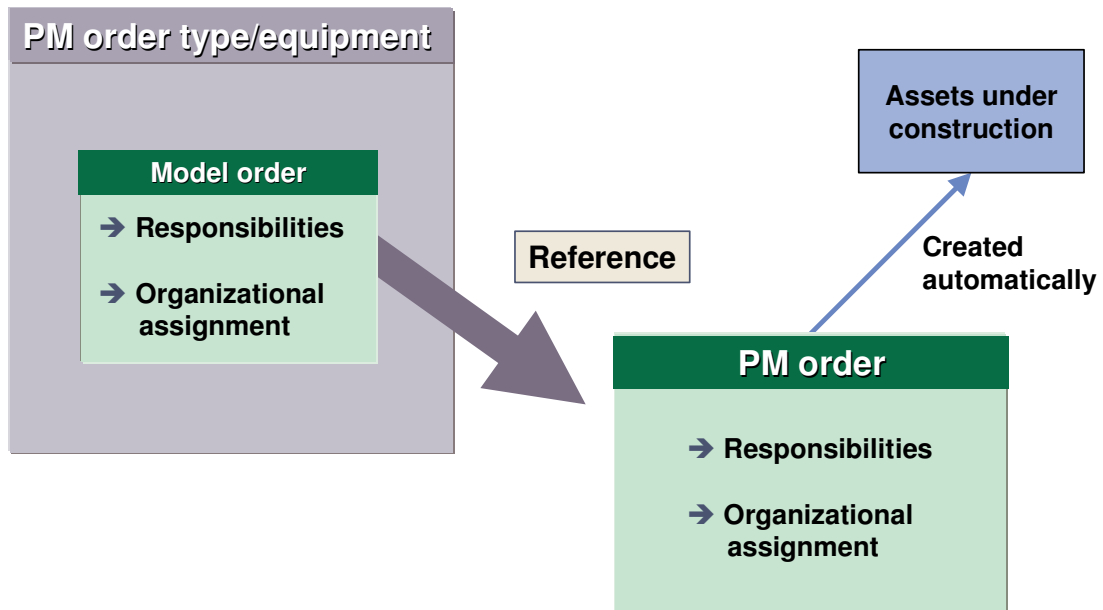 PM order type/equipment
Model order
➔ Responsibilities
➔ Organizational
assignment
Reference
Assets under
construction
Created
automatically
PM order
➔ Responsibilities
➔ Organizational
assignment